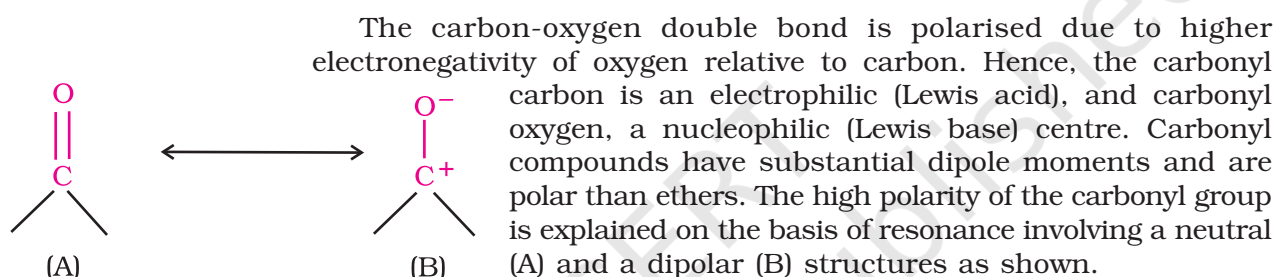 The carbon-oxygen double bond is polarised due to higher
electronegativity of oxygen relative to carbon. Hence, the carbonyl
carbon is an electrophilic (Lewis acid), and carbonyl
oxygen, a nucleophilic (Lewis base) centre. Carbonyl
compounds have substantial dipole moments and are
polar than ethers. The high polarity of the carbonyl group
is explained on the basis of resonance involving a neutral
(A) and a dipolar (B) structures as shown.
O
C
(A)
O−
C+
(B)